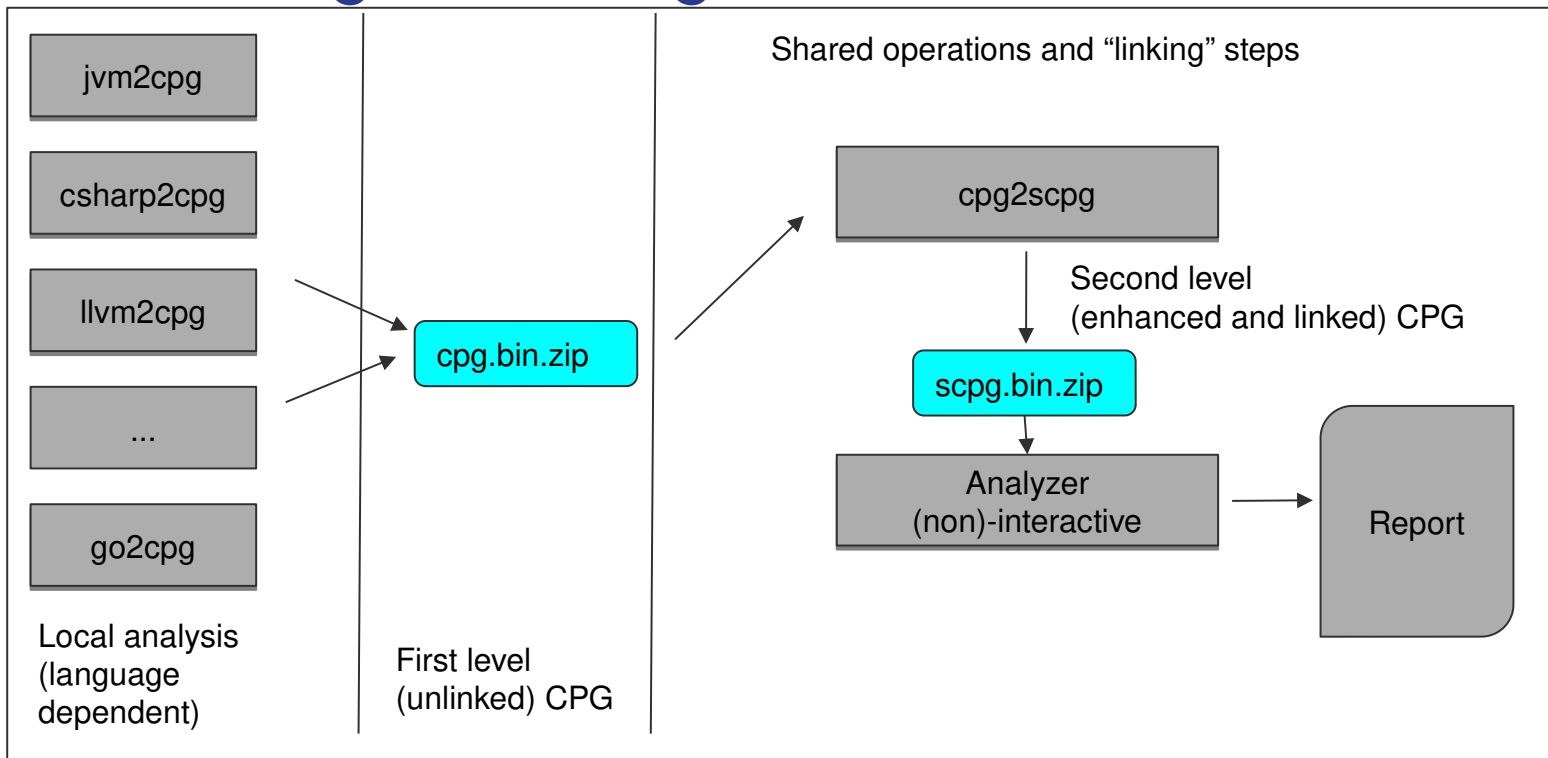 jvm2cpg
csharp2cpg
llvm2cpg
...
go2cpg
Local analysis
(language
dependent)
cpg.bin.zip
First level
(unlinked) CPG
Shared operations and “linking” steps
cpg2scpg
Second level
(enhanced and linked) CPG
scpg.bin.zip
Analyzer
(non)-interactive
Report